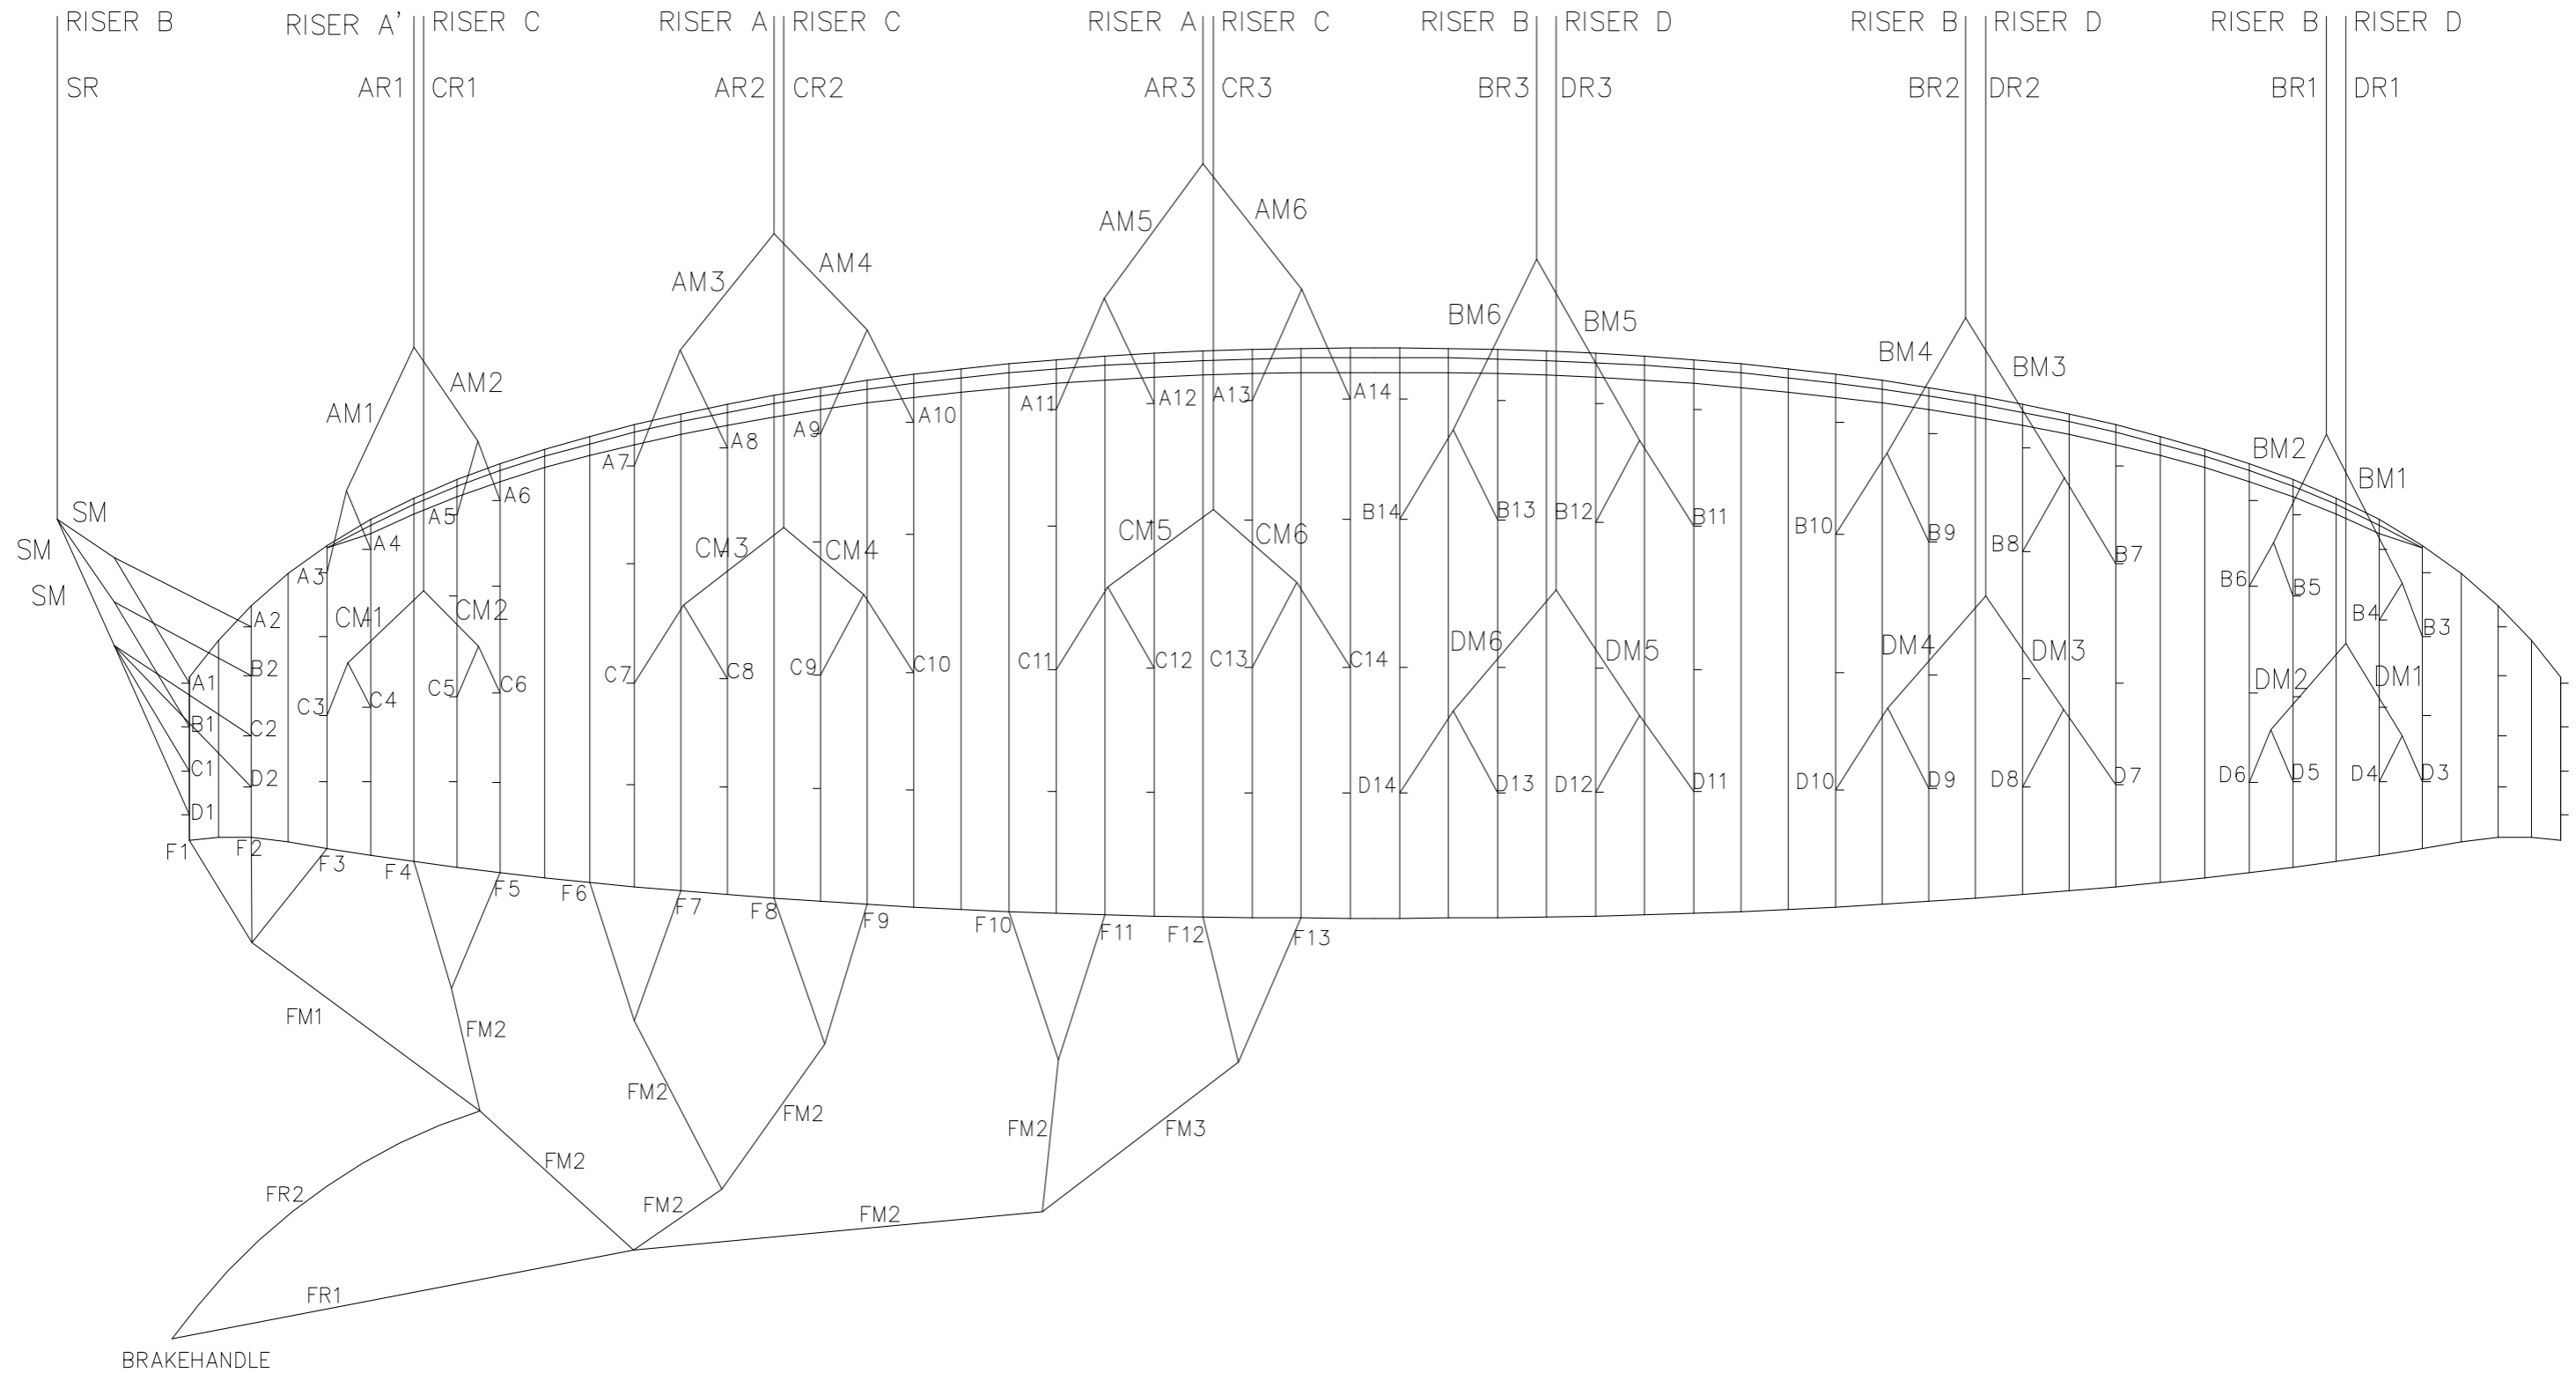 RISER B RISER A' RISER C RISER A RISER C RISER A RISER C RISER B RISER D RISER B RISER D RISER B RISER D
SR AR1 CR1 AR2 CR2 AR3 CR3 BR3 DR3 BR2 DR2 BR1 DR1
AM5 AM6
AM3 AM4
BM6 BM5
BM4 BM3
AM1 AM2
A11 A12 A13 A14
A7 A8 A9 A10
BM2 BM1
A5 A6
SM
SM
SM
A3 A4
CM3 CM4 CM5 CM6
B14 B13 B12 B11
B10 B9 B8 B7
B6 B5 B4 B3
A2
CM1 CM2
DM6 DM5 DM4 DM3
B2
A1
C7 C8 C9 C10 C11 C12 C13 C14
DM2 DM1
C3 C4 C5 C6
B1 C2
C1 D2
D14 D13 D12 D11 D10 D9 D8 D7 D6 D5 D4 D3
D1
F1 F2 F3 F4 F5 F6 F7 F8 F9 F10 F11 F12 F13
FM1 FM2
FM2 FM2 FM2 FM3
FM2
FR2 FM2 FM2
FR1
BRAKEHANDLE